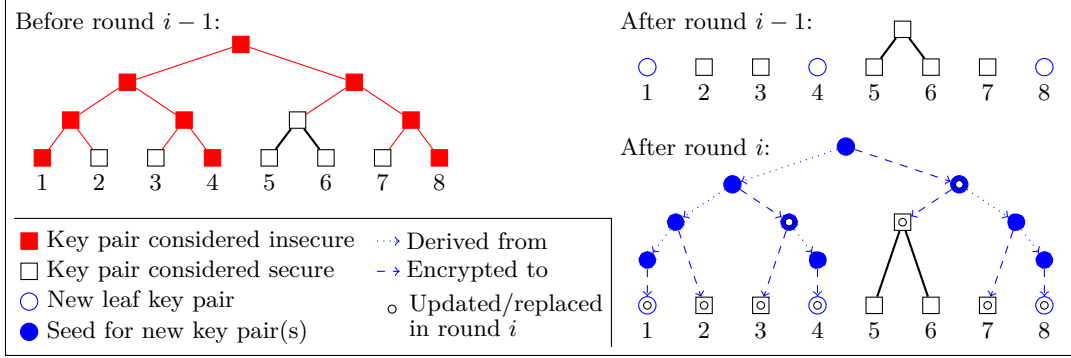 Before round i − 1:
1 2 3 4 5 6 7 8
Key pair considered insecure
Key pair considered secure
New leaf key pair
Seed for new key pair(s)
Derived from
Encrypted to
Updated/replaced
in round i
After round i − 1:
1 2 3 4 5 6 7 8
After round i:
1 2 3 4 5 6 7 8